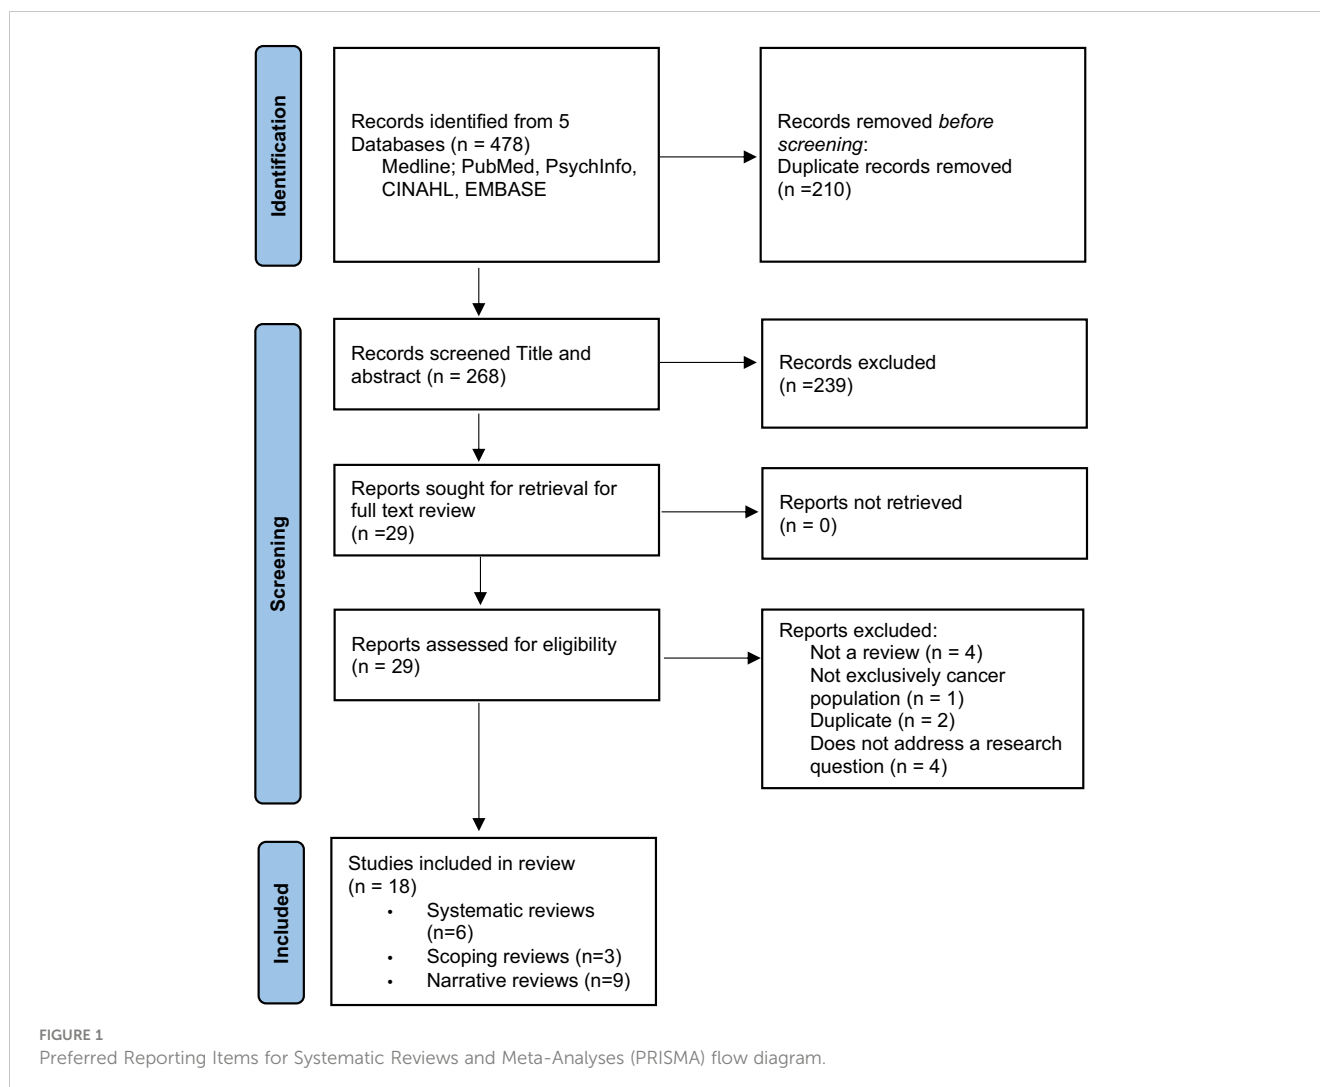 Identification
Records identified from 5
Databases (n = 478)
Medline; PubMed, PsychInfo,
CINAHL, EMBASE
Records removed before
screening:
Duplicate records removed
(n =210)
Screening
Records screened Title and
abstract (n = 268)
Records excluded
(n =239)
Reports sought for retrieval for
full text review
(n =29)
Reports not retrieved
(n = 0)
Reports assessed for eligibility
(n = 29)
Reports excluded:
Not a review (n = 4)
Not exclusively cancer
population (n = 1)
Duplicate (n = 2)
Does not address a research
question (n = 4)
Included
Studies included in review
(n = 18)
• Systematic reviews
(n=6)
• Scoping reviews (n=3)
• Narrative reviews (n=9)
FIGURE 1
Preferred Reporting Items for Systematic Reviews and Meta-Analyses (PRISMA) flow diagram.